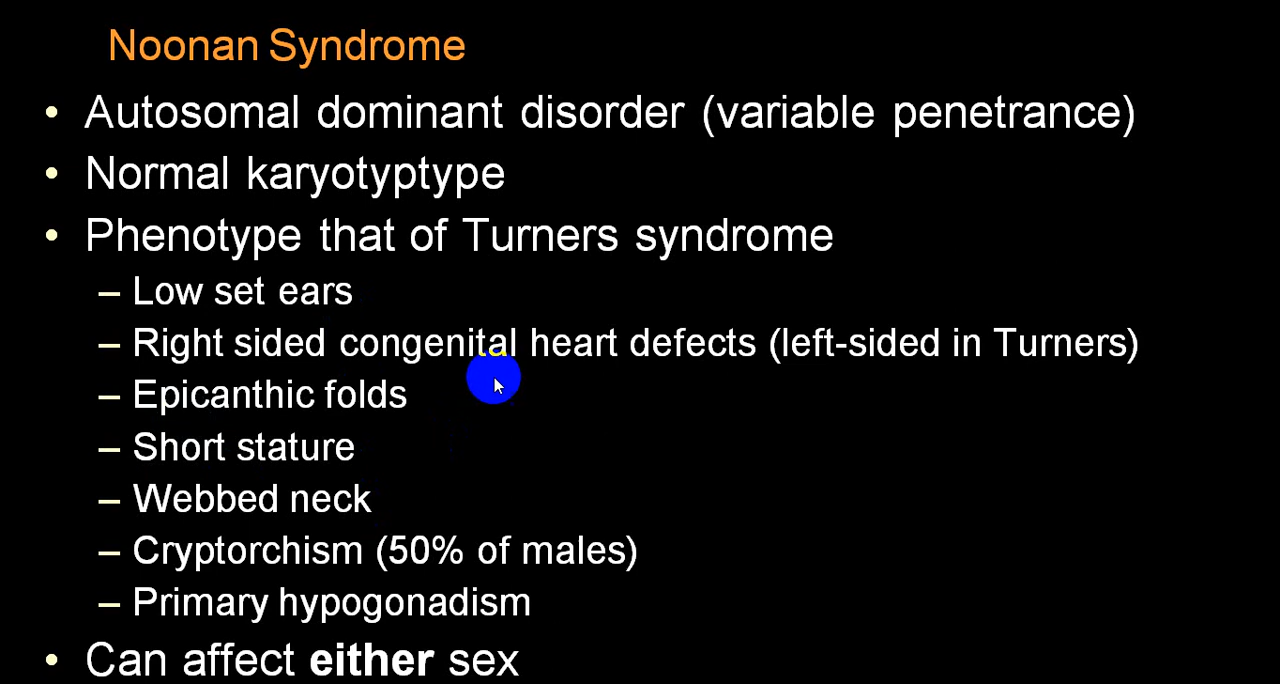 Noonan Syndrome
• Autosomal dominant disorder (variable penetrance)
• Normal karyotyptype
• Phenotype that of Turners syndrome
– Low set ears
– Right sided congenital heart defects (left-sided in Turners)
– Epicanthic folds
– Short stature
– Webbed neck
– Cryptorchism (50% of males)
– Primary hypogonadism
• Can affect either sex